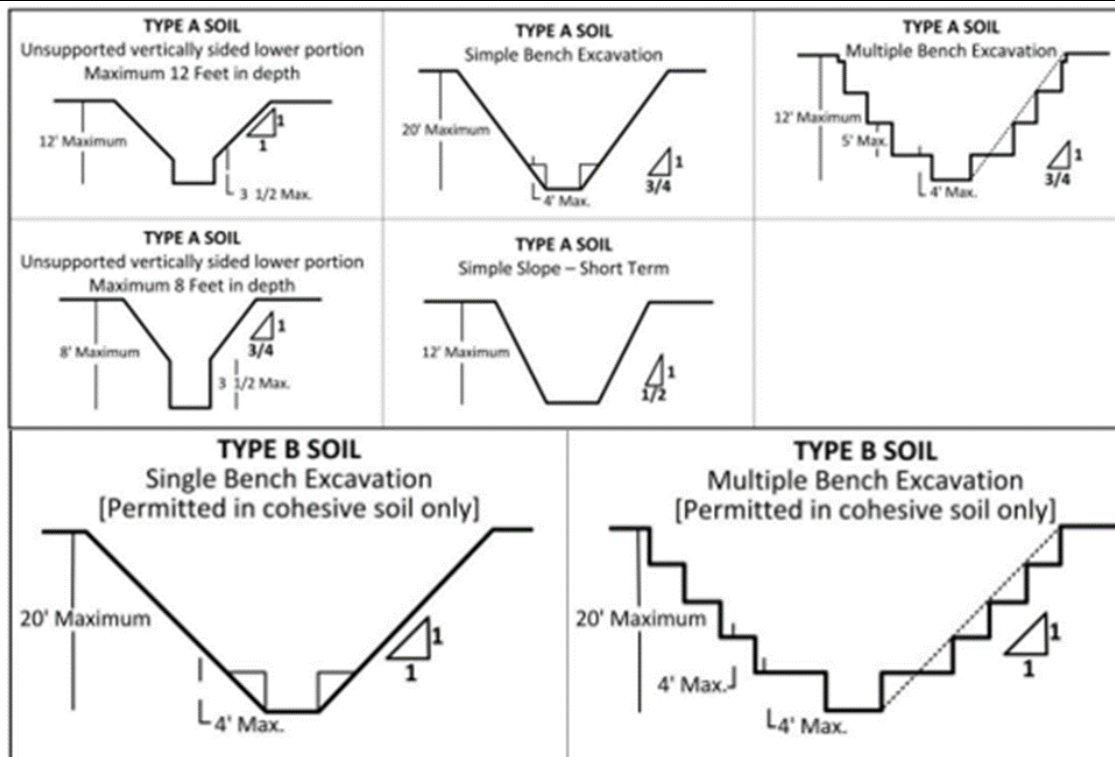 TYPE A SOIL
Unsupported vertically sided lower portion
Maximum 12 Feet in depth
12' Maximum
1
1
3 1/2 Max.
TYPE A SOIL
Simple Bench Excavation
20' Maximum
1
3/4
4' Max.
TYPE A SOIL
Multiple Bench Excavation
12' Maximum
5' Max.
1
3/4
4' Max.
TYPE A SOIL
Unsupported vertically sided lower portion
Maximum 8 Feet in depth
1
3/4
8' Maximum
3 1/2 Max.
TYPE A SOIL
Simple Slope – Short Term
12' Maximum
1
1/2
TYPE B SOIL
Single Bench Excavation
[Permitted in cohesive soil only]
20' Maximum
1
1
4' Max.
TYPE B SOIL
Multiple Bench Excavation
[Permitted in cohesive soil only]
20' Maximum
1
1
4' Max.
4' Max.